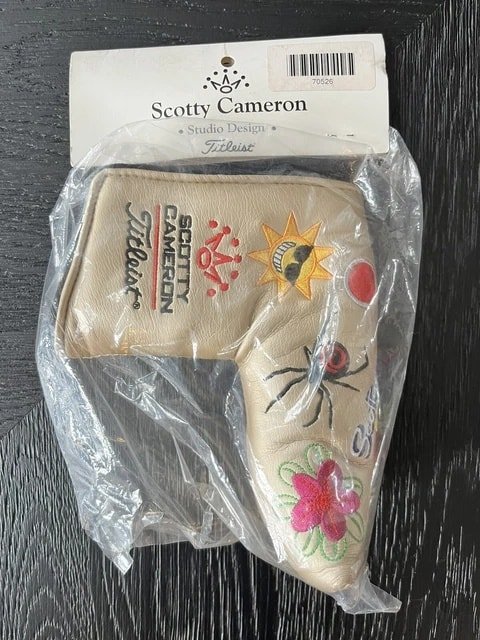 70526
Scotty Cameron
• Studio Design •
Titleist
SCOTTY
CAMERON
Titleist®